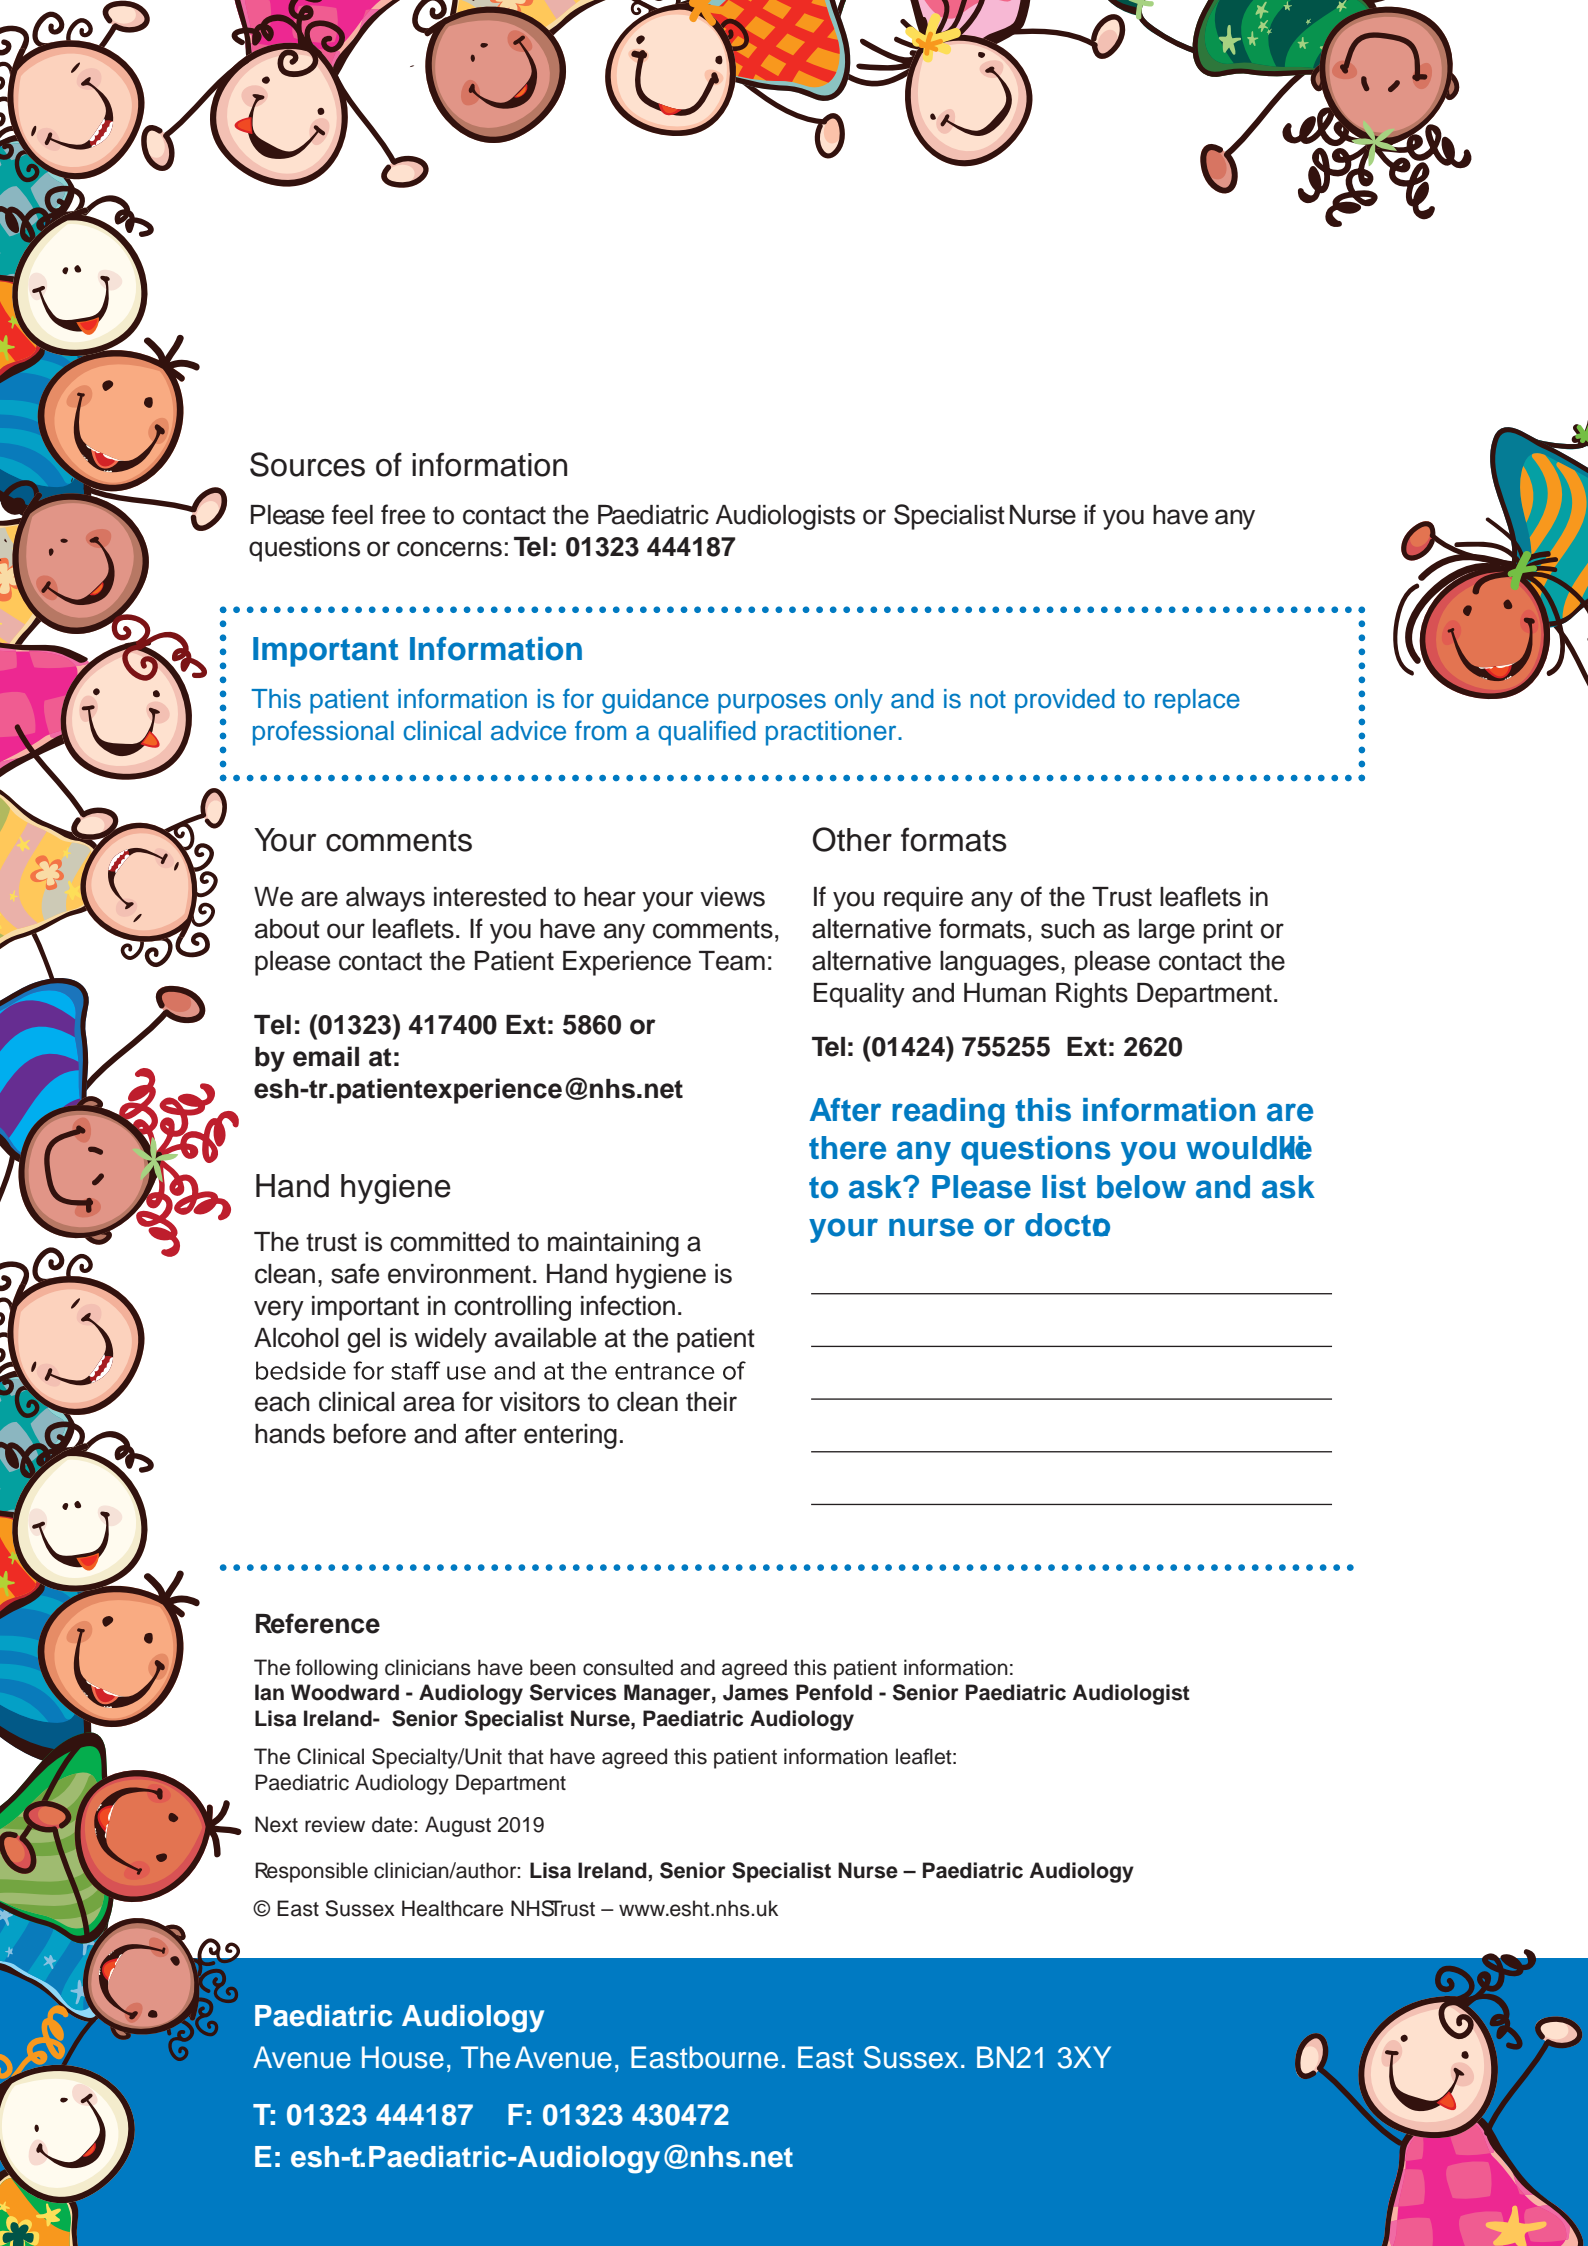 Sources of information
Please feel free to contact the Paediatric Audiologists or Specialist Nurse if you have any
questions or concerns: Tel: 01323 444187
Important Information
This patient information is for guidance purposes only and is not provided to replace
professional clinical advice from a qualified practitioner.
Your comments
We are always interested to hear your views
about our leaflets. If you have any comments,
please contact the Patient Experience Team:
Tel: (01323) 417400 Ext: 5860 or
by email at:
esh-tr.patientexperience@nhs.net
Hand hygiene
The trust is committed to maintaining a
clean, safe environment. Hand hygiene is
very important in controlling infection.
Alcohol gel is widely available at the patient
bedside for staff use and at the entrance of
each clinical area for visitors to clean their
hands before and after entering.
Other formats
If you require any of the Trust leaflets in
alternative formats, such as large print or
alternative languages, please contact the
Equality and Human Rights Department.
Tel: (01424) 755255 Ext: 2620
After reading this information are
there any questions you would like
to ask? Please list below and ask
your nurse or doctor
Reference
The following clinicians have been consulted and agreed this patient information:
Ian Woodward - Audiology Services Manager, James Penfold - Senior Paediatric Audiologist
Lisa Ireland- Senior Specialist Nurse, Paediatric Audiology
The Clinical Specialty/Unit that have agreed this patient information leaflet:
Paediatric Audiology Department
Next review date: August 2019
Responsible clinician/author: Lisa Ireland, Senior Specialist Nurse – Paediatric Audiology
© East Sussex Healthcare NHS Trust – www.esht.nhs.uk
Paediatric Audiology
Avenue House, The Avenue, Eastbourne. East Sussex. BN21 3XY
T: 01323 444187 F: 01323 430472
E: esh-t.Paediatric-Audiology@nhs.net